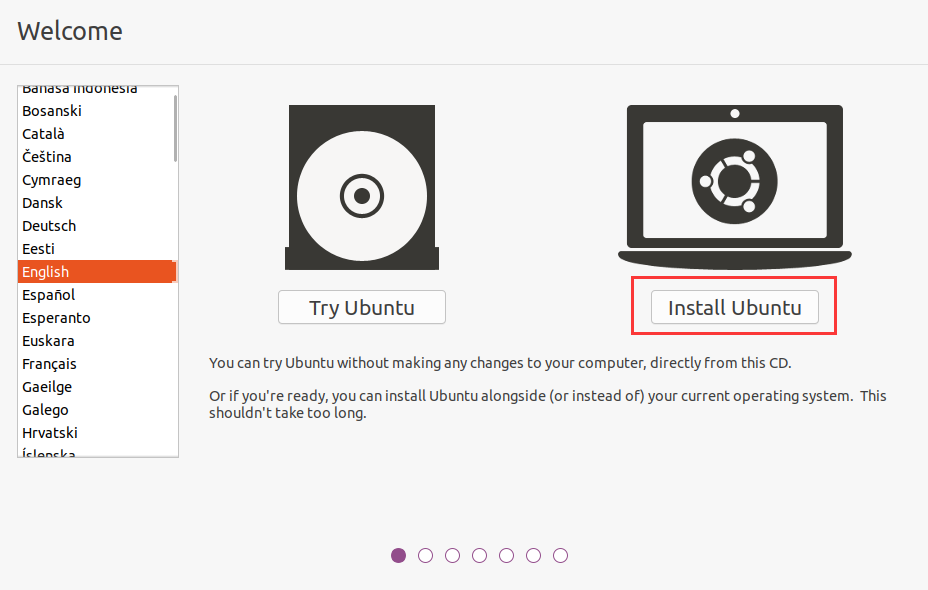 Welcome
Bahasa Indonesia
Bosanski
Català
Čeština
Cymraeg
Dansk
Deutsch
Eesti
English
Español
Esperanto
Euskara
Français
Gaeilge
Galego
Hrvatski
Íslenska
Try Ubuntu
Install Ubuntu
You can try Ubuntu without making any changes to your computer, directly from this CD.
Or if you're ready, you can install Ubuntu alongside (or instead of) your current operating system.  This
shouldn't take too long.